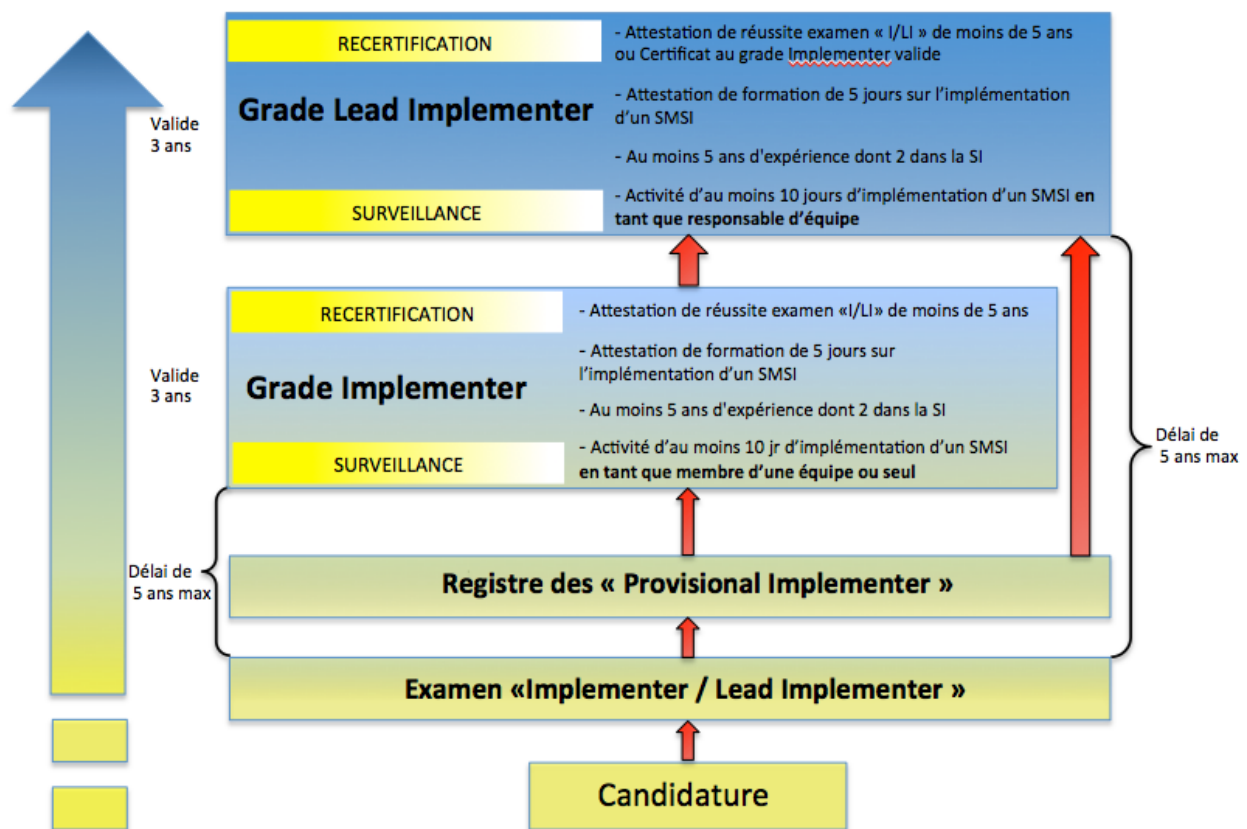 RECERTIFICATION
- Attestation de réussite examen « I/LI » de moins de 5 ans
ou Certificat au grade Implementer valide
Grade Lead Implementer
- Attestation de formation de 5 jours sur l'implémentation
d'un SMSI
Valide
3 ans
- Au moins 5 ans d'expérience dont 2 dans la SI
SURVEILLANCE
- Activité d'au moins 10 jours d'implémentation d'un SMSI en
tant que responsable d'équipe
RECERTIFICATION
- Attestation de réussite examen «I/LI» de moins de 5 ans
Grade Implementer
- Attestation de formation de 5 jours sur
l'implémentation d'un SMSI
Valide
3 ans
- Au moins 5 ans d'expérience dont 2 dans la SI
SURVEILLANCE
- Activité d'au moins 10 jr d'implémentation d'un SMSI
en tant que membre d'une équipe ou seul
Délai de
5 ans max
Délai de
5 ans max
Registre des « Provisional Implementer »
Examen «Implementer / Lead Implementer »
Candidature